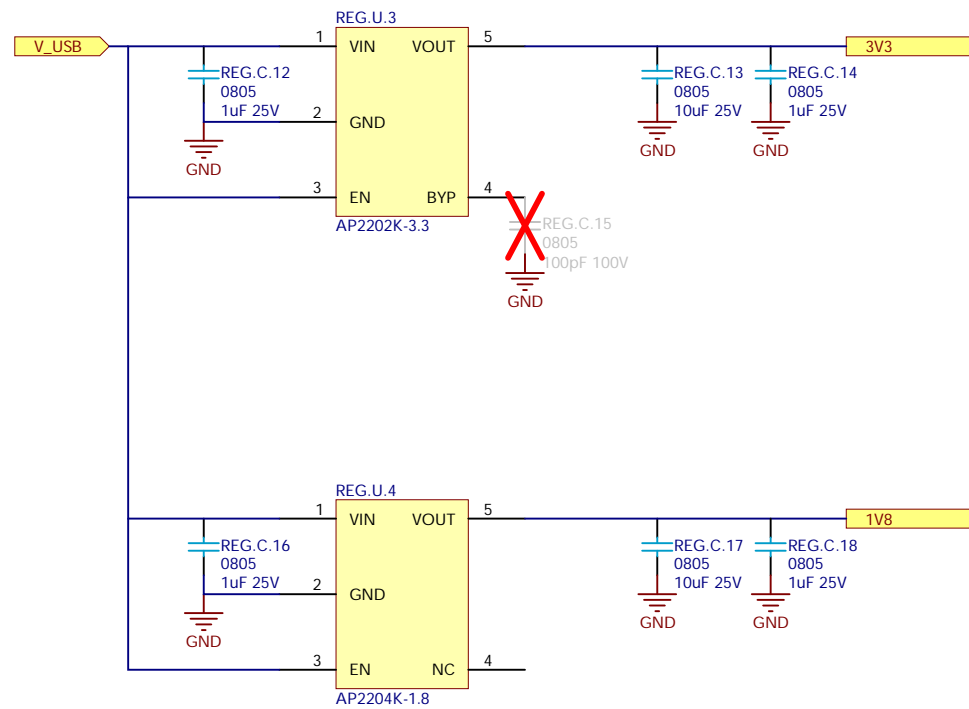 REG.U.3
V_USB
1 VIN VOUT 5
3V3
REG.C.12
0805
1uF 25V
REG.C.13
0805
10uF 25V
REG.C.14
0805
1uF 25V
2 GND
GND
GND
GND
3 EN BYP 4
AP2202K-3.3
REG.C.15
0805
100pF 100V
GND
REG.U.4
1 VIN VOUT 5
1V8
REG.C.16
0805
1uF 25V
REG.C.17
0805
10uF 25V
REG.C.18
0805
1uF 25V
2 GND
GND
GND
GND
3 EN NC 4
AP2204K-1.8